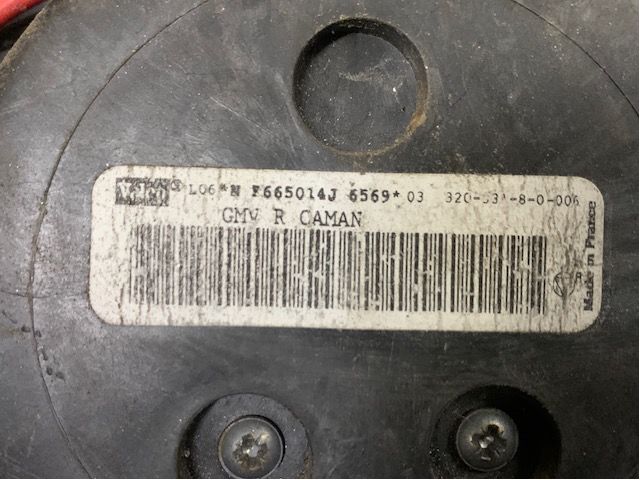 L06*N F665014J 6569* 03
GMV R CAMAN
Made in France